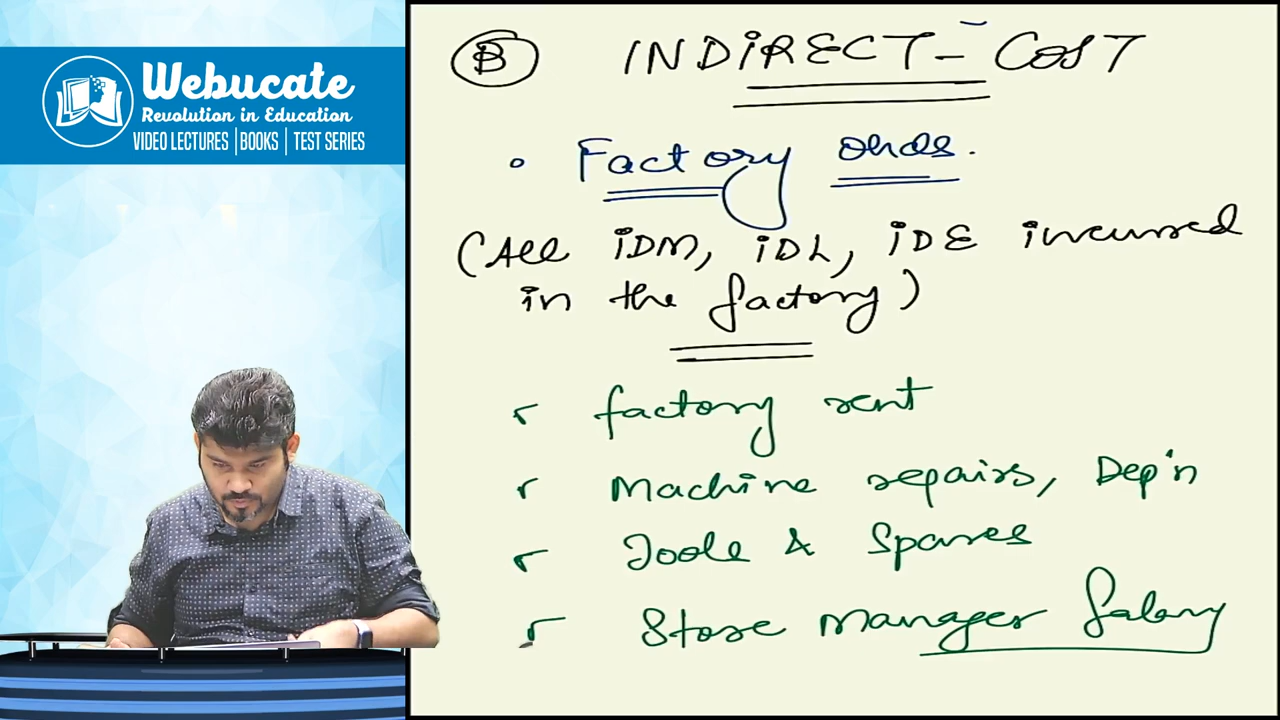 Webucate
Revolution in Education
VIDEO LECTURES | BOOKS | TEST SERIES
B INDIRECT - COST
• Factory OHDS.
(All IDM, IDL, IDE incurred
in the factory)
factory rent
Machine repairs, Dep'n
Tools & Spares
Store Manager Salary